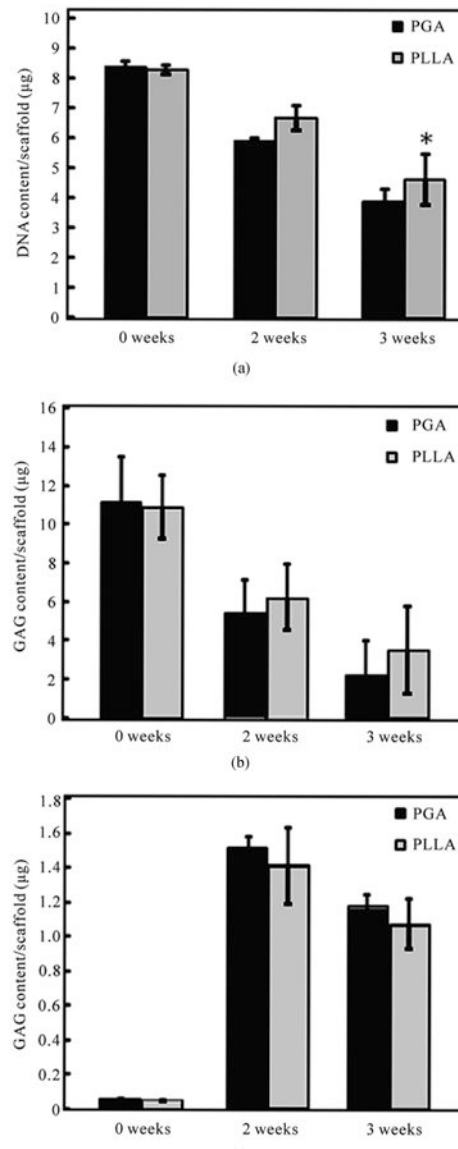 10
9
8
7
6
5
4
3
2
1
0
DNA content/scaffold (μg)
PGA
PLLA
*
0 weeks
2 weeks
3 weeks
(a)
16
14
12
10
8
6
4
2
0
GAG content/scaffold (μg)
PGA
PLLA
0 weeks
2 weeks
3 weeks
(b)
1.8
1.6
1.4
1.2
1.0
0.8
0.6
0.4
0.2
0
GAG content/scaffold (μg)
PGA
PLLA
0 weeks
2 weeks
3 weeks